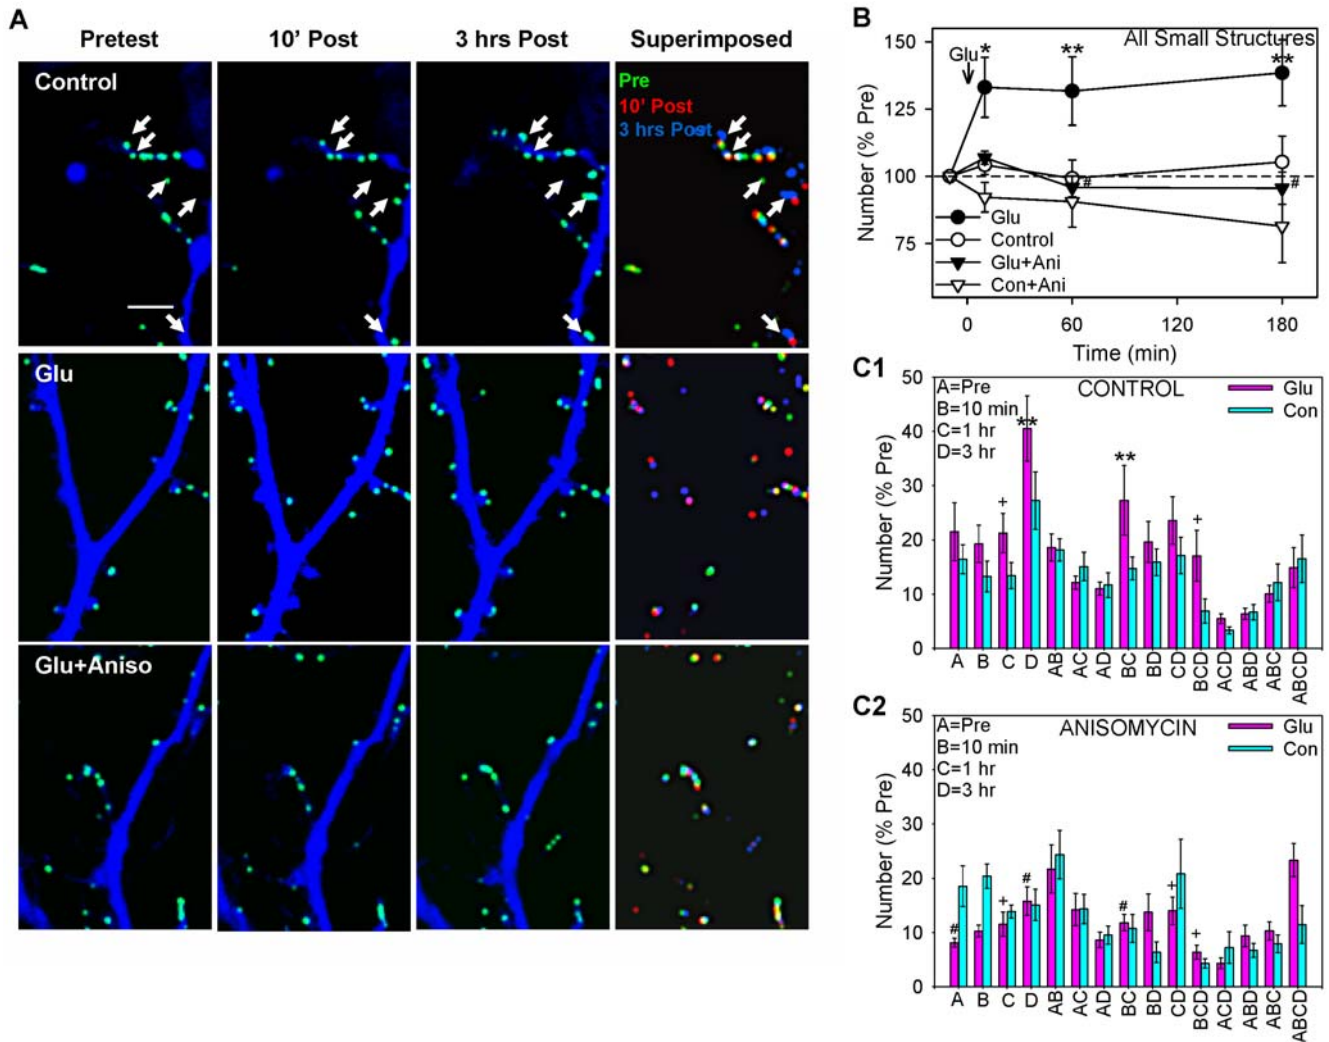 A
Pretest
10' Post
3 hrs Post
Superimposed
Control
Pre
10' Post
3 hrs Post
Glu
Glu+Aniso
B
All Small Structures
Glu
*
**
**
150
125
100
75
#
#
Number (% Pre)
Glu
Control
Glu+Ani
Con+Ani
0
60
120
180
Time (min)
C1
CONTROL
A=Pre
B=10 min
C=1 hr
D=3 hr
Glu
Con
50
40
30
20
10
0
Number (% Pre)
+
**
**
+
A
B
C
D
AB
AC
AD
BC
BD
CD
BCD
ACD
ABD
ABC
ABCD
C2
ANISOMYCIN
A=Pre
B=10 min
C=1 hr
D=3 hr
Glu
Con
50
40
30
20
10
0
Number (% Pre)
#
+
#
#
+
+
A
B
C
D
AB
AC
AD
BC
BD
CD
BCD
ACD
ABD
ABC
ABCD